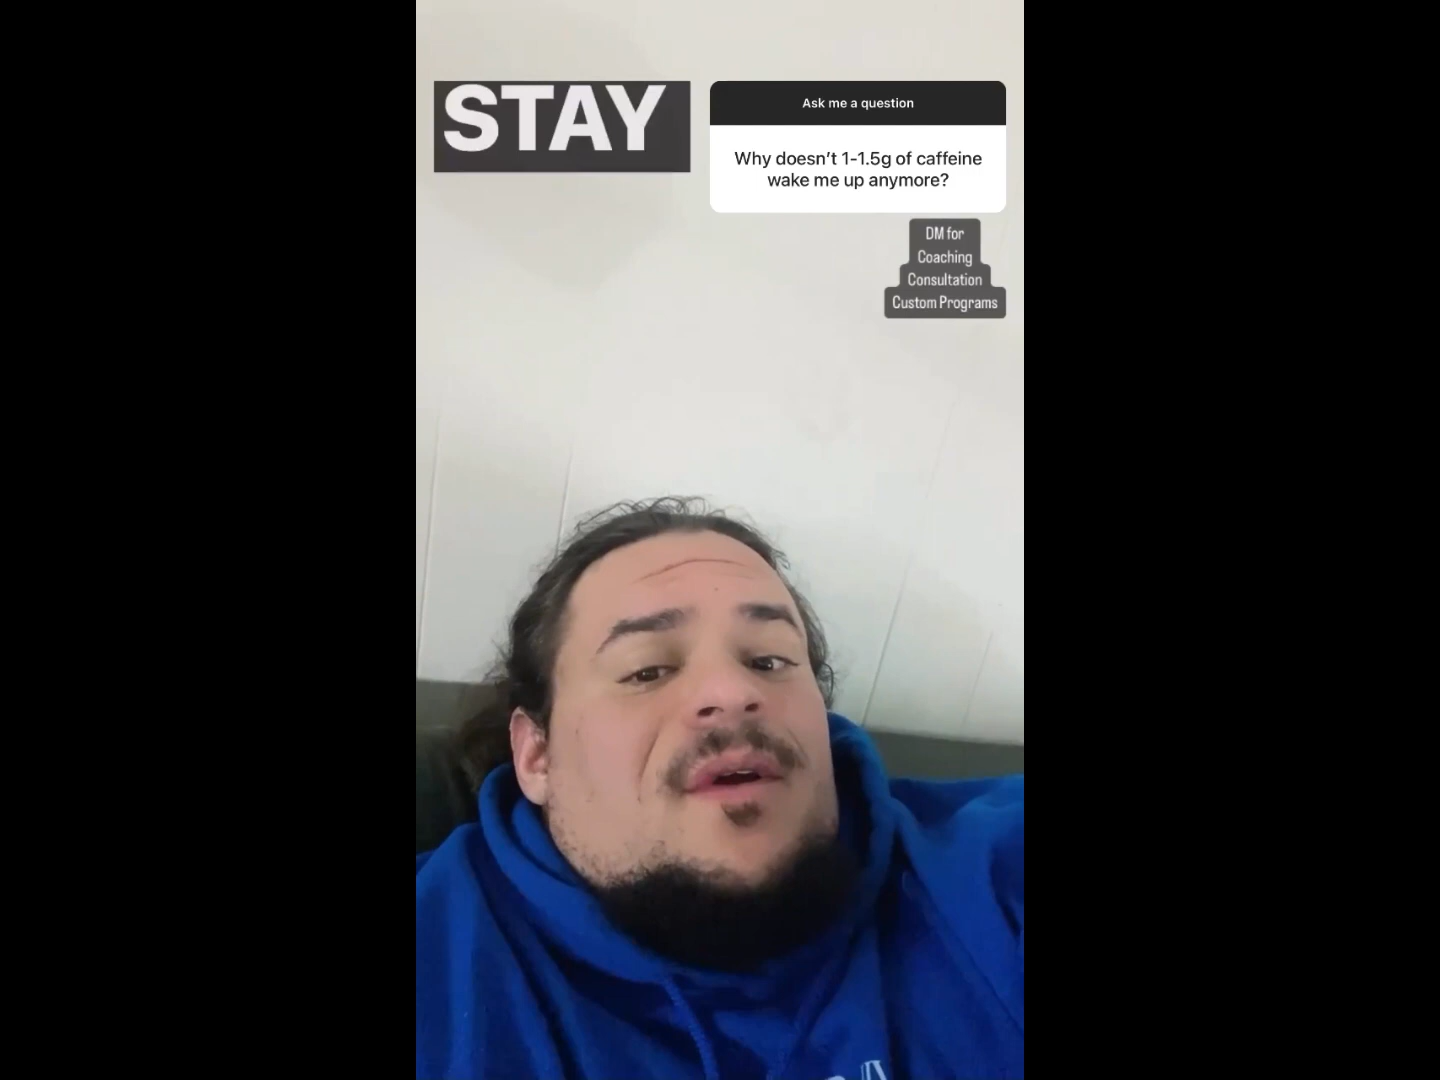 STAY
Ask me a question
Why doesn’t 1-1.5g of caffeine
wake me up anymore?
DM for
Coaching
Consultation
Custom Programs